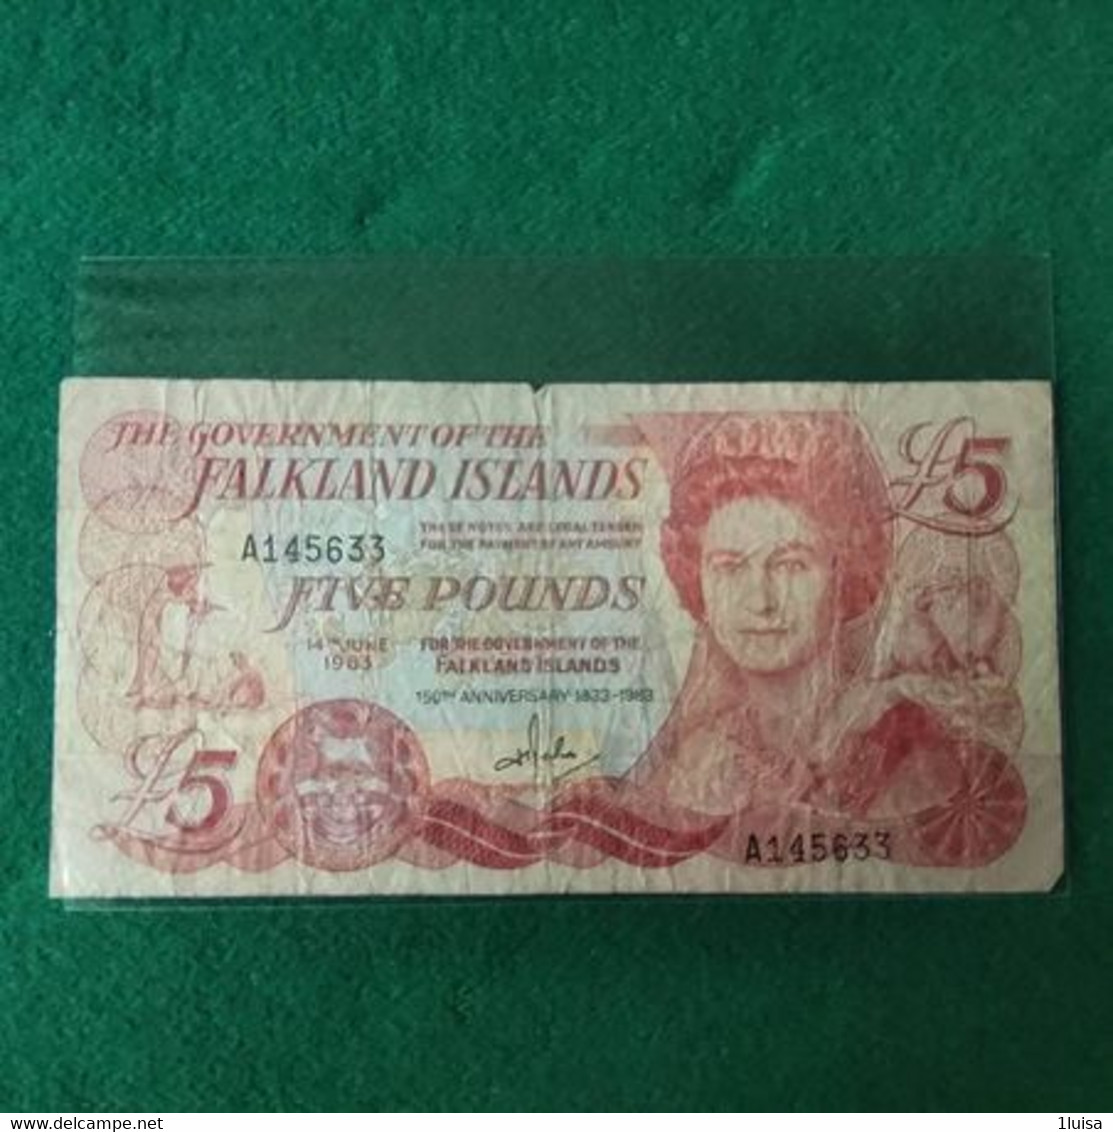 THE GOVERNMENT OF THE
FALKLAND ISLANDS
£5
THESE NOTES ARE LEGAL TENDER
FOR THE PAYMENT OF ANY AMOUNT
A145633
FIVE POUNDS
14TH JUNE
1983
FOR THE GOVERNMENT OF THE
FALKLAND ISLANDS
150TH ANNIVERSARY 1833-1983
£5
A145633
delcampe.net
1luisa